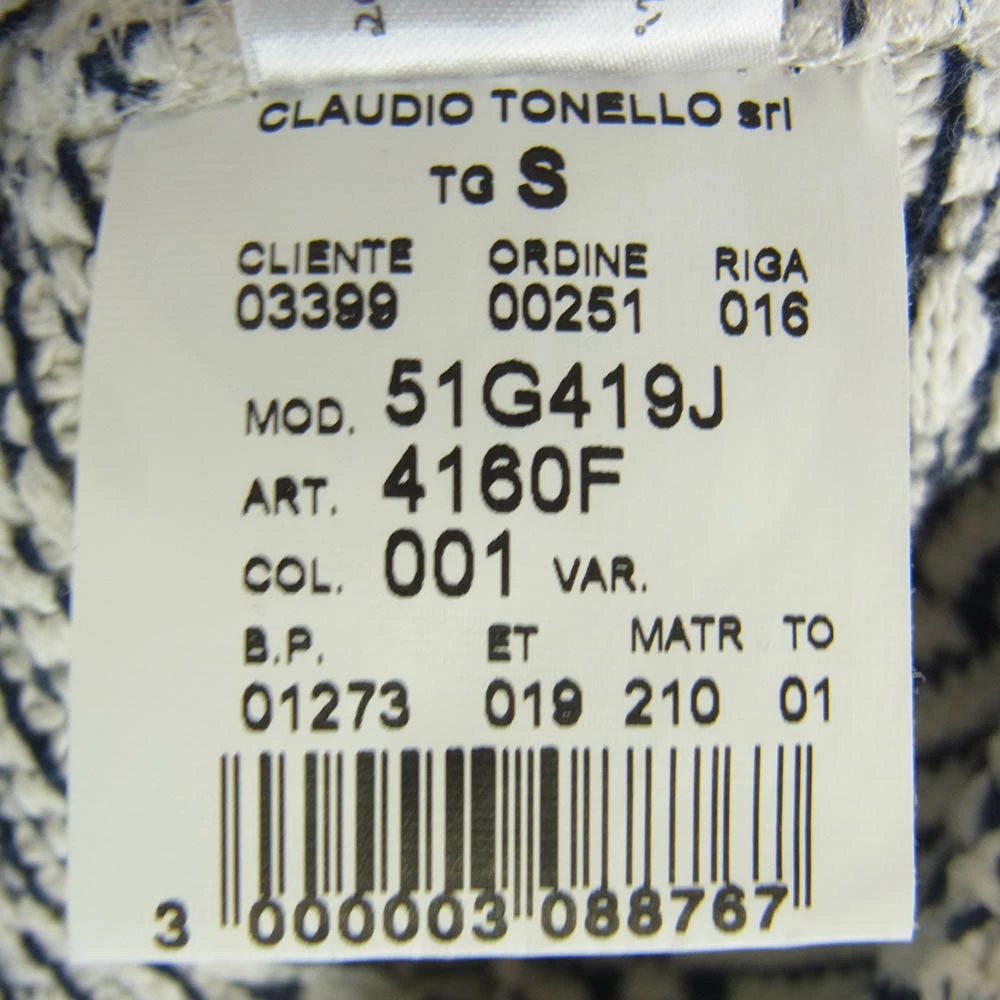 CLAUDIO TONELLO srl
TG S
CLIENTE ORDINE RIGA
03399 00251 016
MOD. 51G419J
ART. 4160F
COL. 001 VAR.
B.P. ET MATR TO
01273 019 210 01
3 000003 088767